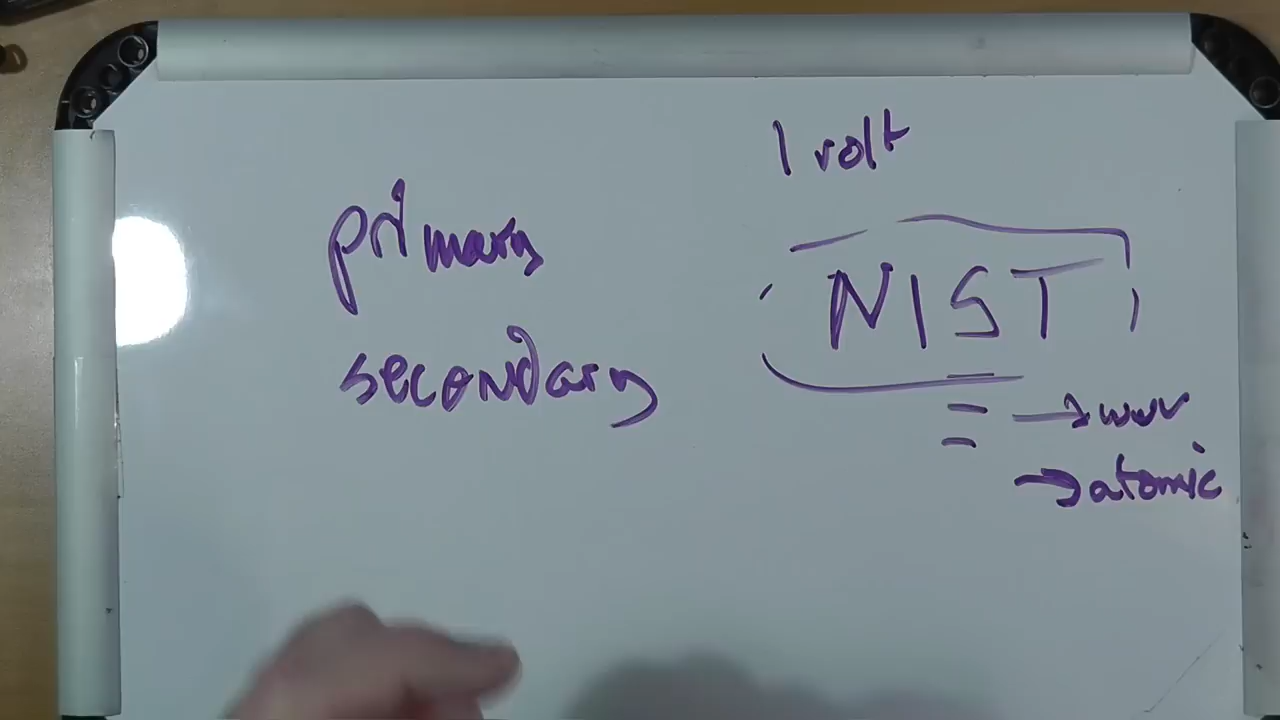 1 volt
primary
NIST
secondary
→ wwv
→ atomic